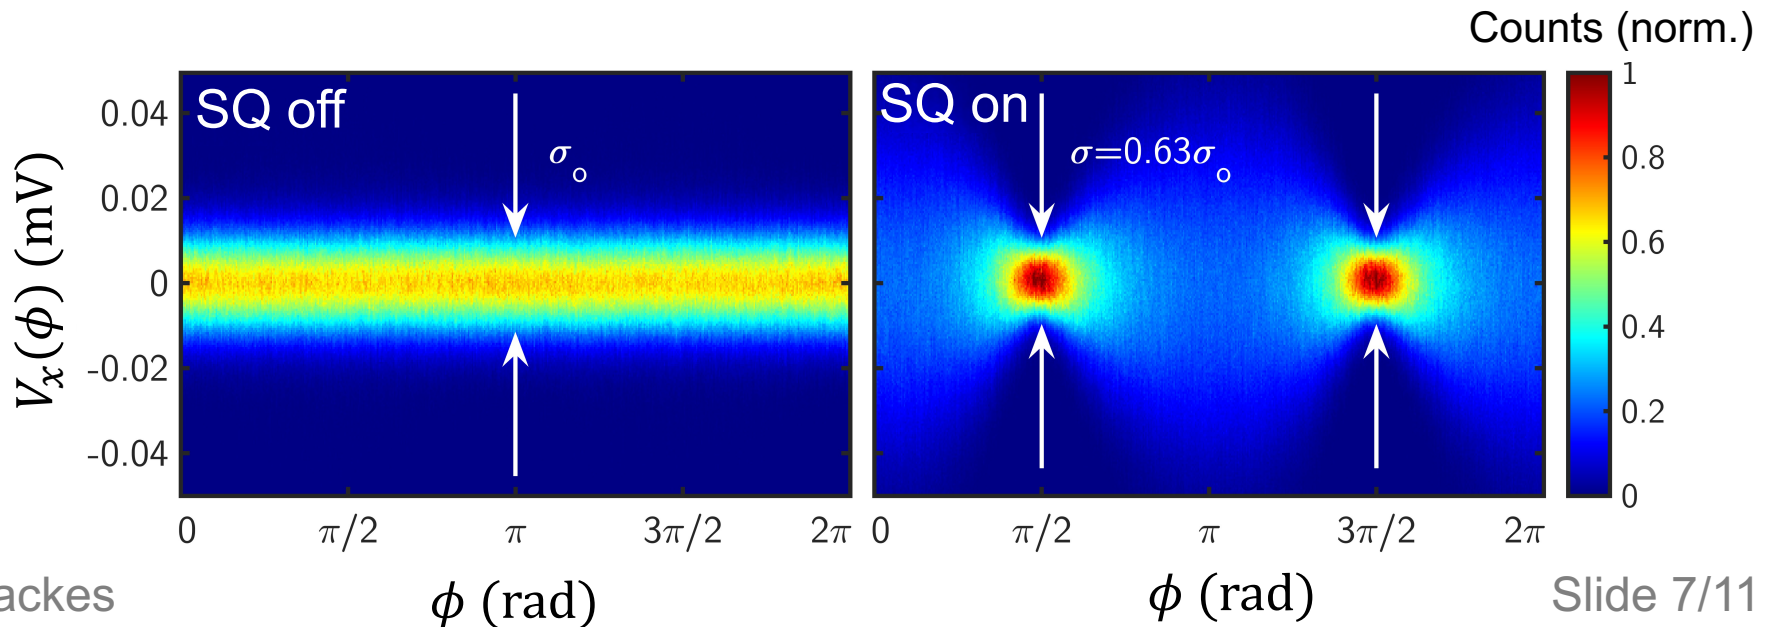 Counts (norm.)
SQ off
σ₀
SQ on
σ=0.63σ₀
V𝑥(ϕ) (mV)
0.04
0.02
0
-0.02
-0.04
0 π/2 π 3π/2 2π
0 π/2 π 3π/2 2π
1
0.8
0.6
0.4
0.2
0
ϕ (rad)
ϕ (rad)
ackes
Slide 7/11